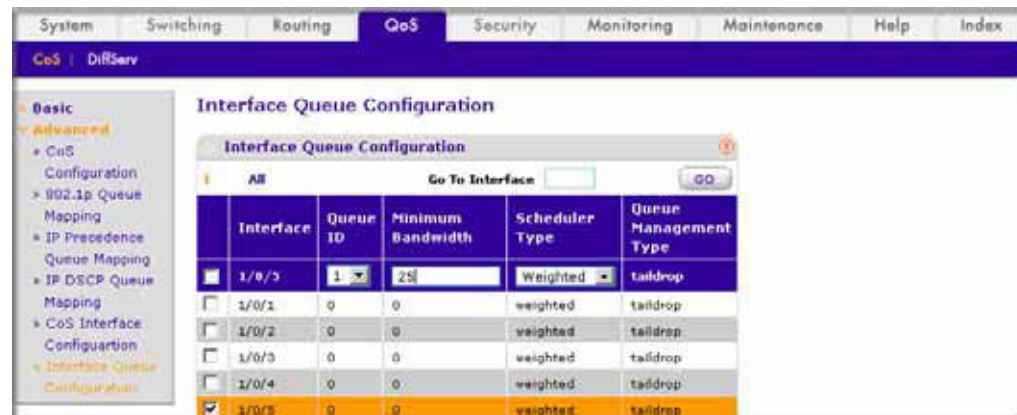 System Switching Routing QoS Security Monitoring Maintenance Help Index
CoS | DiffServ
Basic
Advanced
CoS
Configuration
802.1p Queue
Mapping
IP Precedence
Queue Mapping
IP DSCP Queue
Mapping
CoS Interface
Configuartion
Interface Queue
Configuration
Interface Queue Configuration
Interface Queue Configuration
1 All Go To Interface GO
Interface Queue ID Minimum Bandwidth Scheduler Type Queue Management Type
1/0/5 1 25 Weighted taildrop
1/0/1 0 0 weighted taildrop
1/0/2 0 0 weighted taildrop
1/0/3 0 0 weighted taildrop
1/0/4 0 0 weighted taildrop
1/0/5 0 0 weighted taildrop